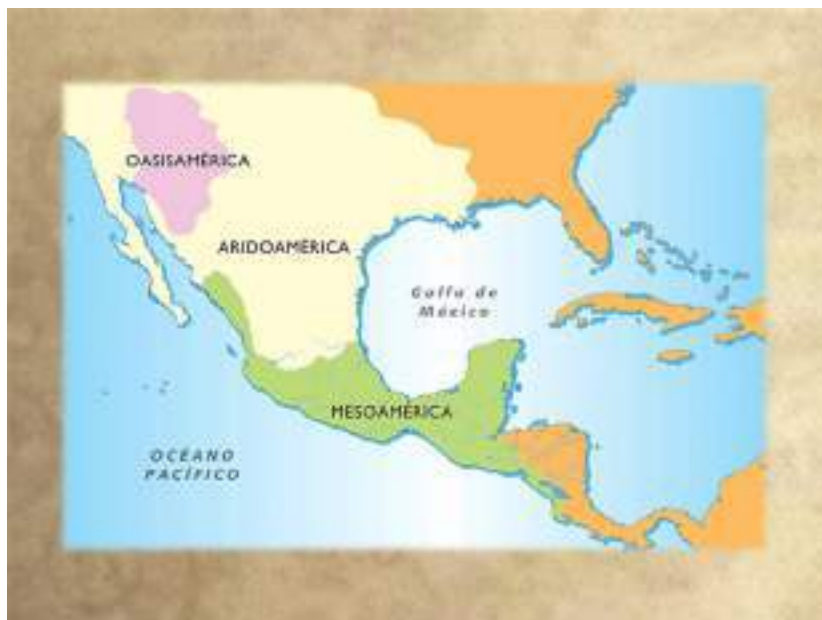 OASISAMÉRICA
ARIDOAMÉRICA
Golfo de
México
MESOAMÉRICA
OCÉANO
PACÍFICO